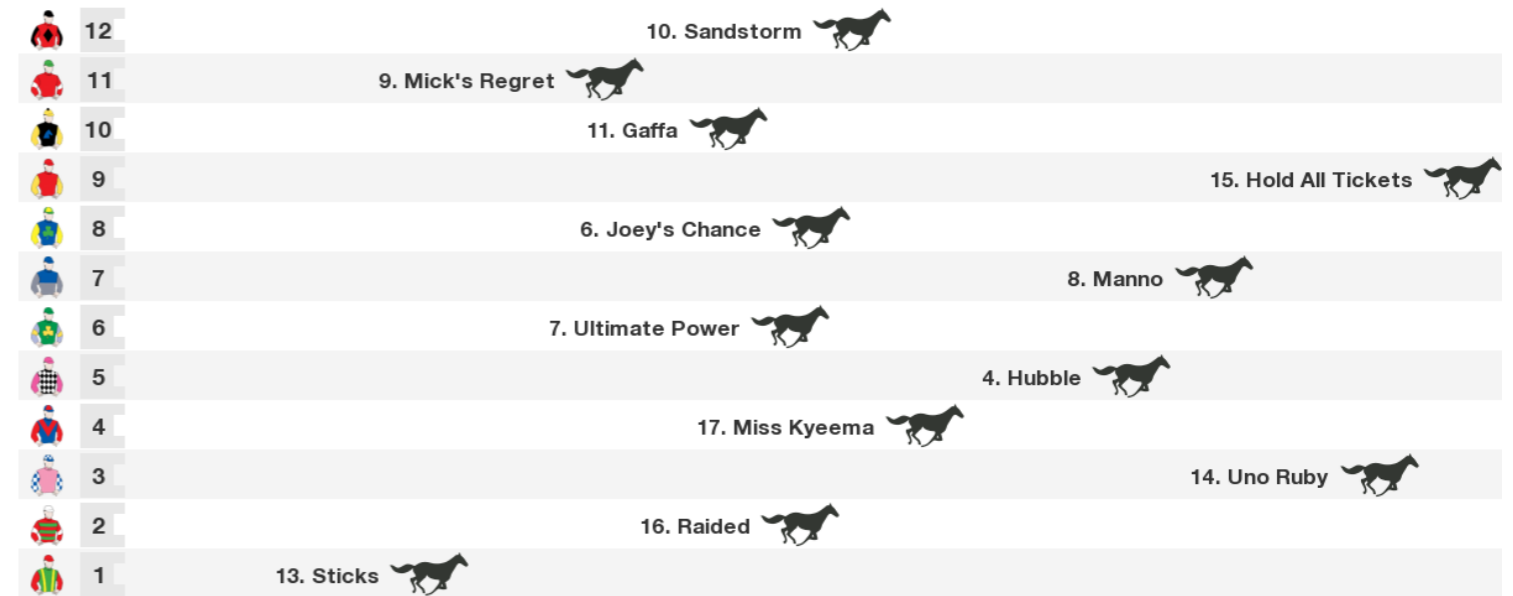 12 10. Sandstorm
11 9. Mick's Regret
10 11. Gaffa
9 15. Hold All Tickets
8 6. Joey's Chance
7 8. Manno
6 7. Ultimate Power
5 4. Hubble
4 17. Miss Kyeema
3 14. Uno Ruby
2 16. Raided
1 13. Sticks